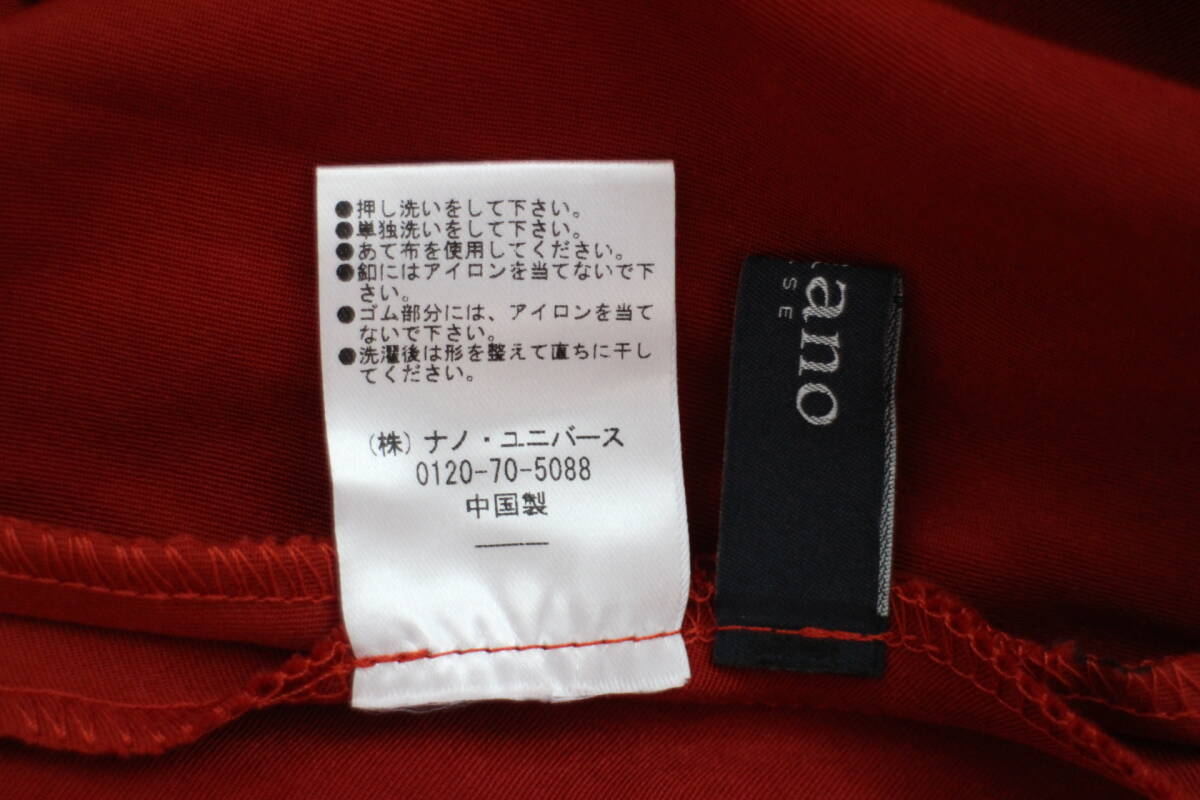 ●押し洗いをして下さい。
●単独洗いをして下さい。
●あて布を使用してください。
●釦にはアイロンを当てないで下
さい。
●ゴム部分には、アイロンを当て
ないで下さい。
●洗濯後は形を整えて直ちに干し
てください。
(株)ナノ・ユニバース
0120-70-5088
中国製
ano
SE